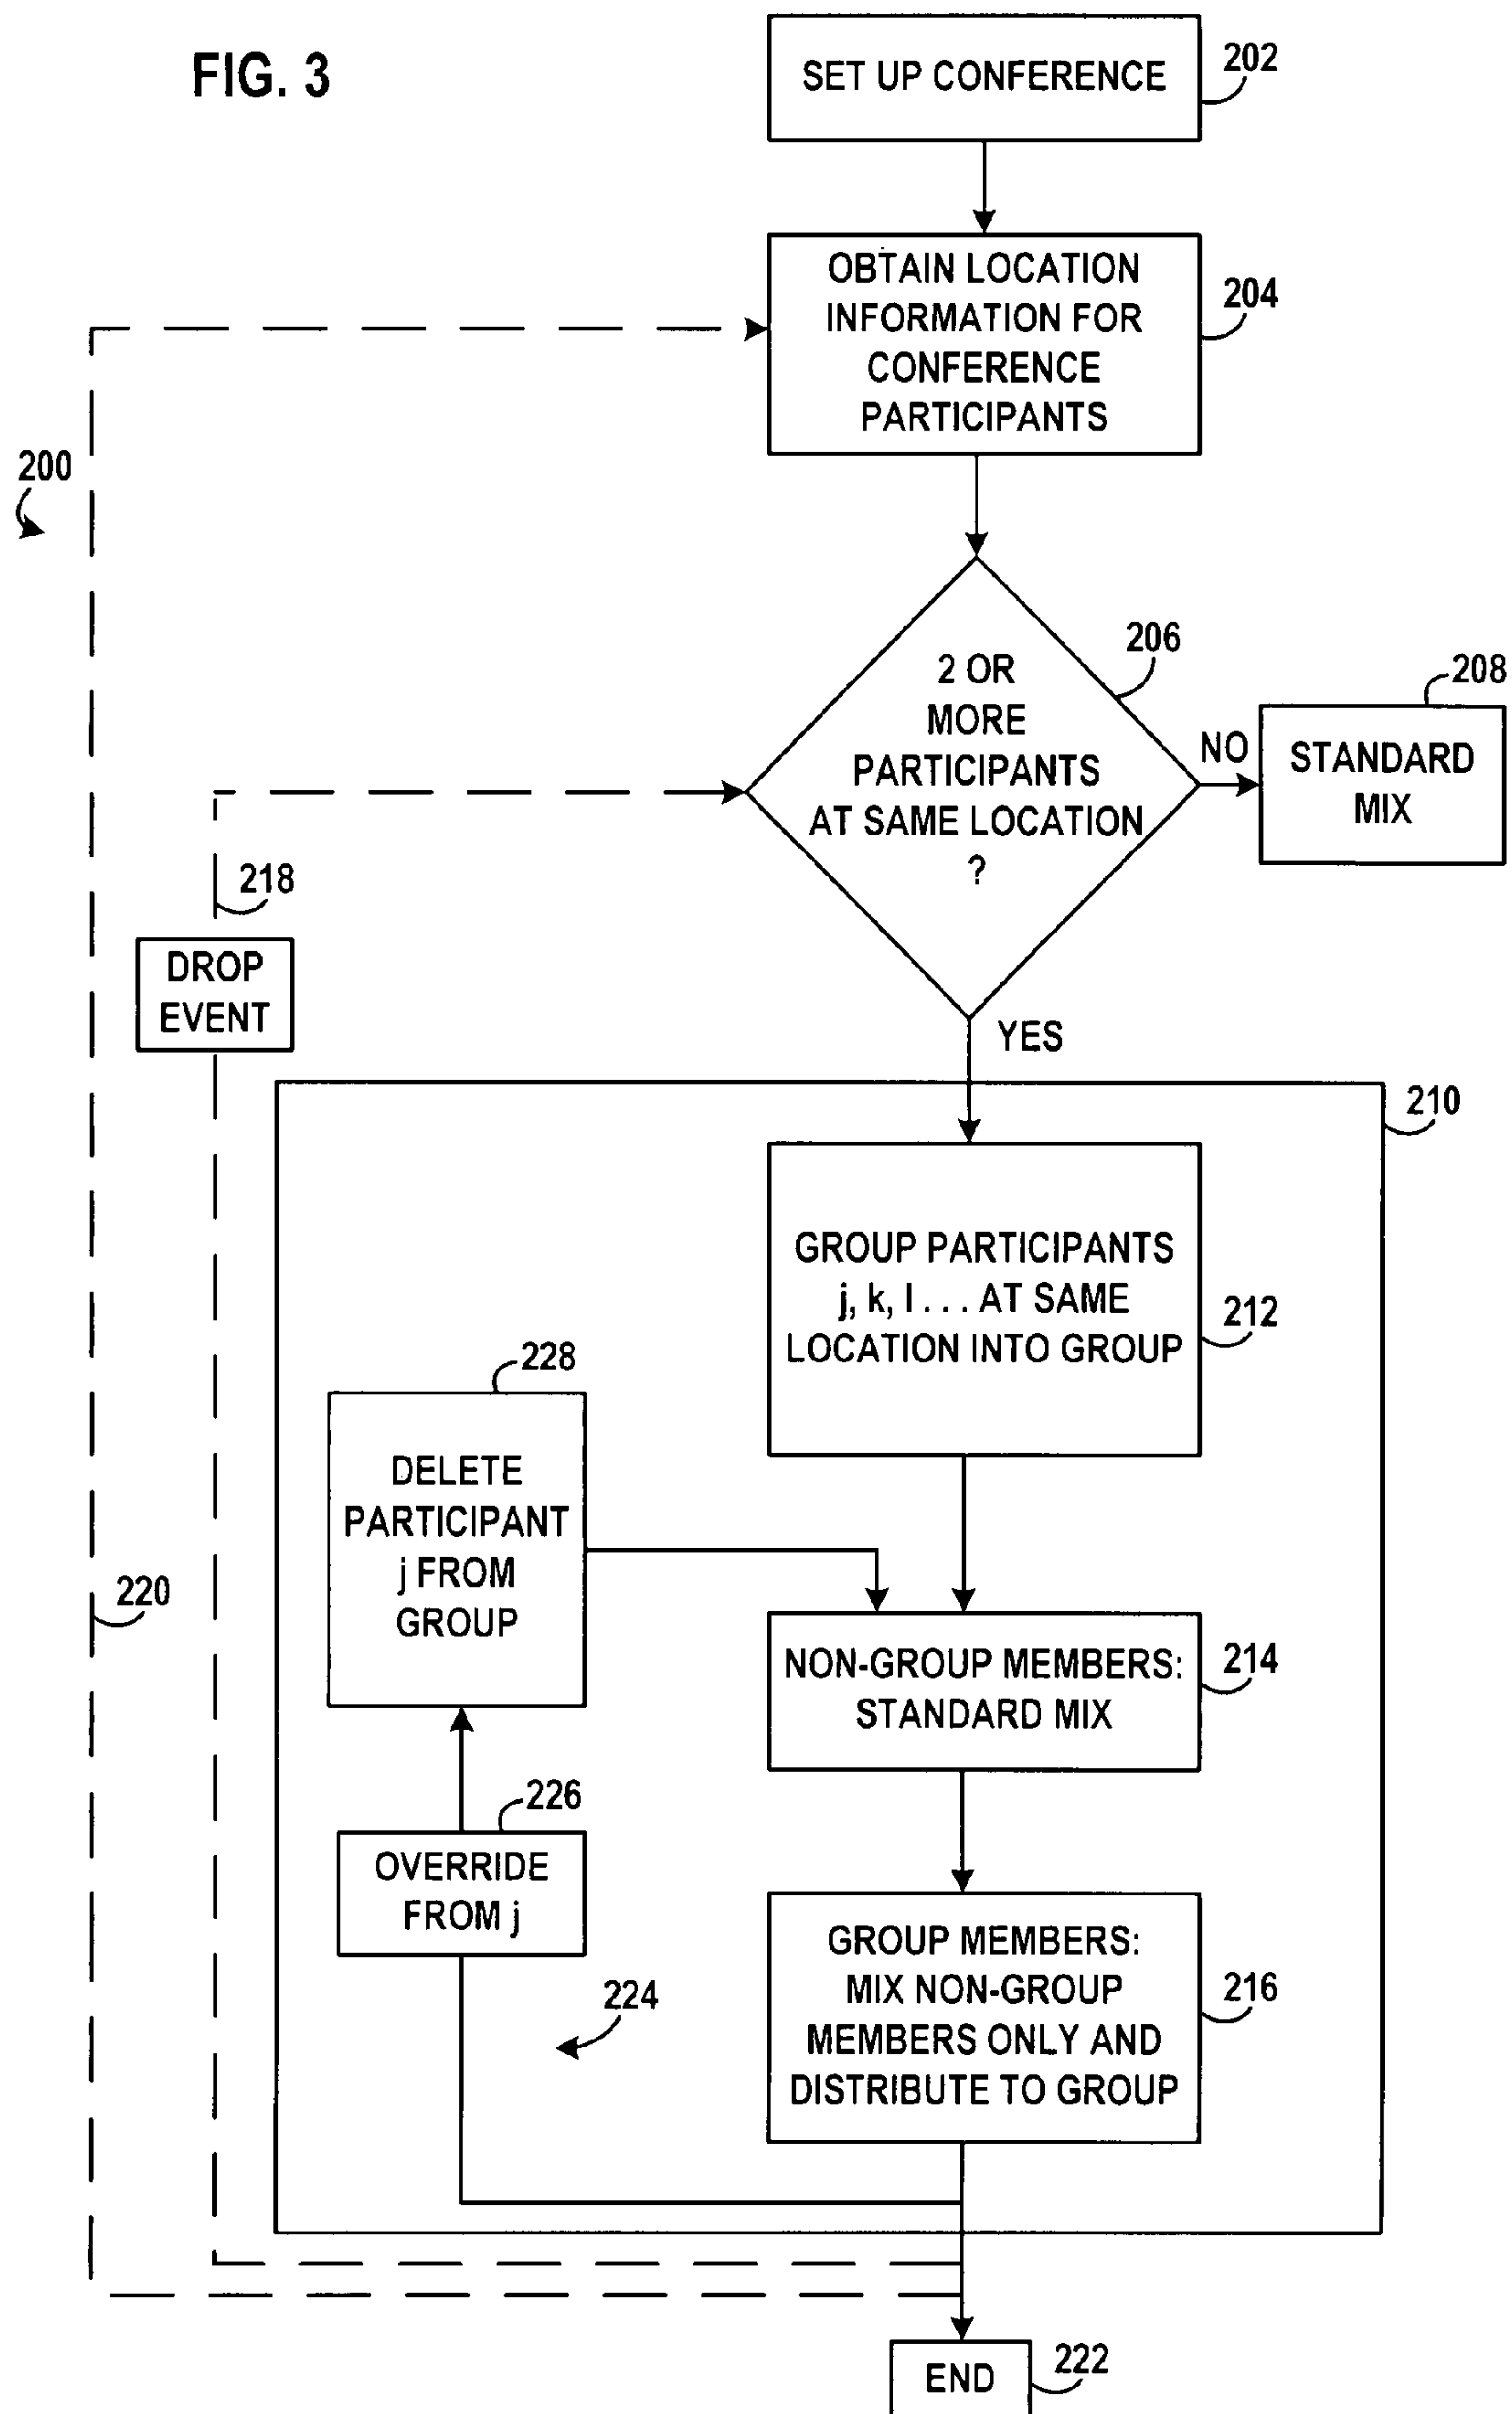 FIG. 3
SET UP CONFERENCE
202
OBTAIN LOCATION
INFORMATION FOR
CONFERENCE
PARTICIPANTS
204
200
2 OR
MORE
PARTICIPANTS
AT SAME LOCATION
?
206
NO
208
STANDARD
MIX
218
DROP
EVENT
YES
210
GROUP PARTICIPANTS
j, k, l . . . AT SAME
LOCATION INTO GROUP
212
228
DELETE
PARTICIPANT
j FROM
GROUP
220
NON-GROUP MEMBERS:
STANDARD MIX
214
226
OVERRIDE
FROM j
224
GROUP MEMBERS:
MIX NON-GROUP
MEMBERS ONLY AND
DISTRIBUTE TO GROUP
216
END
222